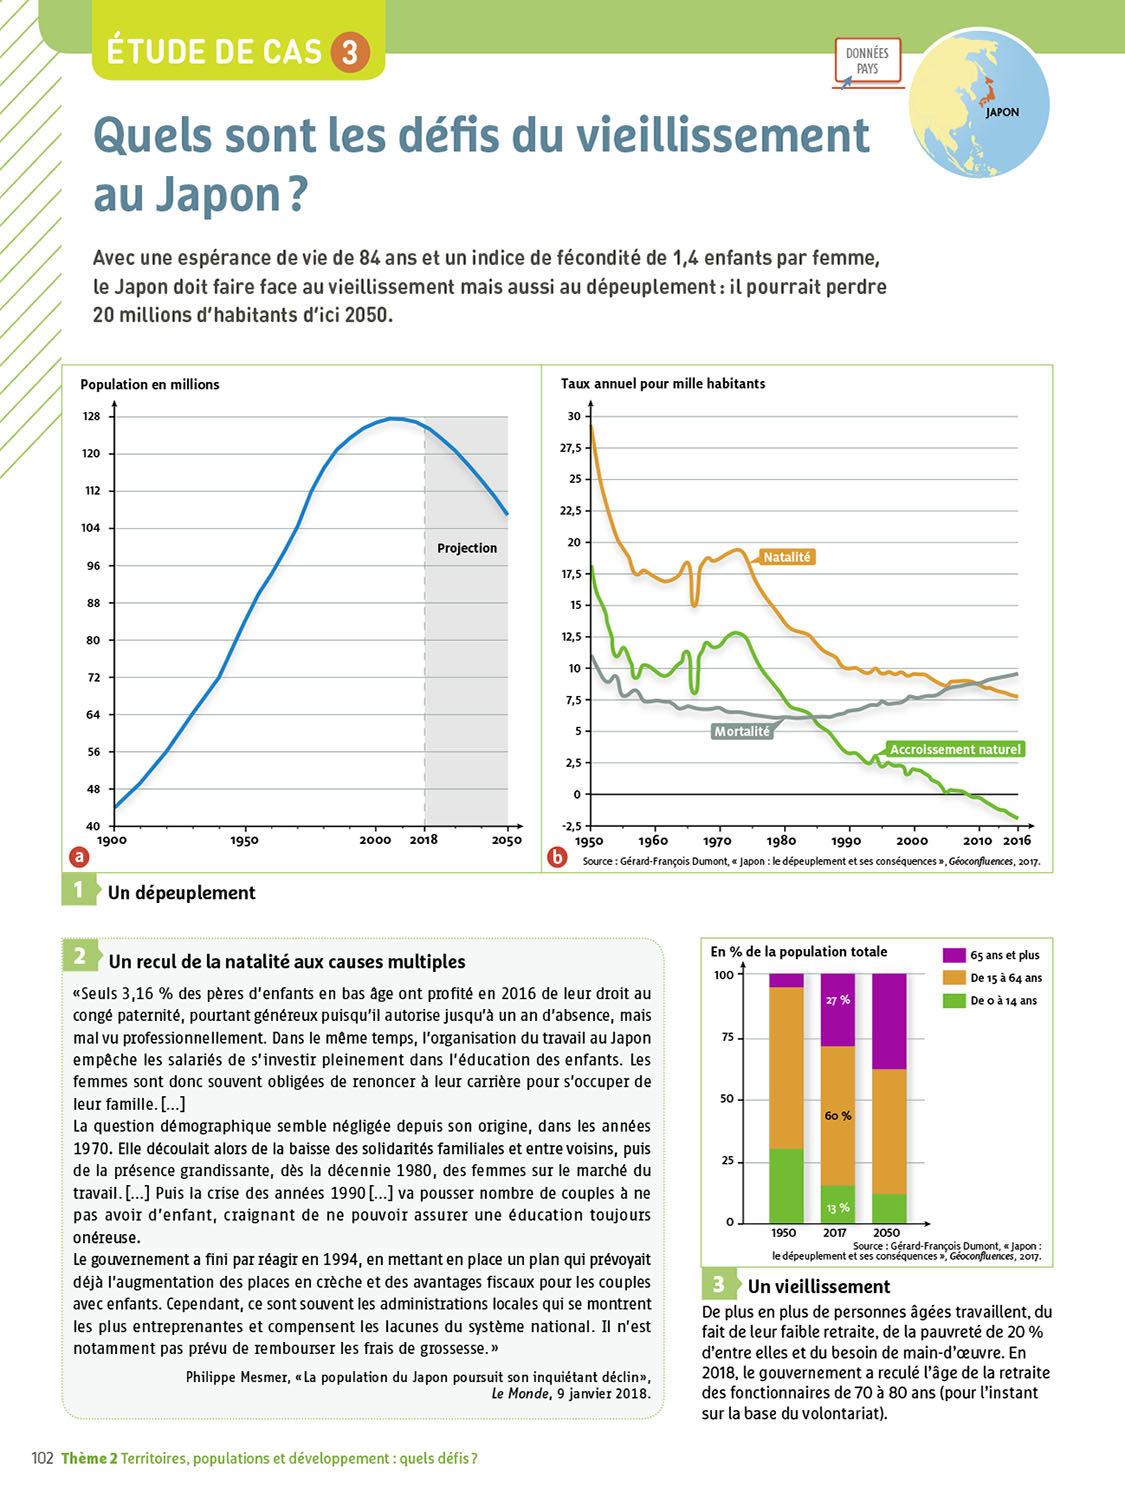 ÉTUDE DE CAS 3
DONNÉES
PAYS
JAPON
Quels sont les défis du vieillissement
au Japon ?
Avec une espérance de vie de 84 ans et un indice de fécondité de 1,4 enfants par femme,
le Japon doit faire face au vieillissement mais aussi au dépeuplement : il pourrait perdre
20 millions d’habitants d’ici 2050.
Population en millions
128
120
112
104
96
88
80
72
64
56
48
40
1900 1950 2000 2018 2050
Projection
a
Taux annuel pour mille habitants
30
27,5
25
22,5
20
17,5
15
12,5
10
7,5
5
2,5
0
-2,5
1950 1960 1970 1980 1990 2000 2010 2016
Natalité
Mortalité
Accroissement naturel
b
Source : Gérard-François Dumont, « Japon : le dépeuplement et ses conséquences », Géoconfluences, 2017.
1 Un dépeuplement
2 Un recul de la natalité aux causes multiples
«Seuls 3,16 % des pères d’enfants en bas âge ont profité en 2016 de leur droit au
congé paternité, pourtant généreux puisqu’il autorise jusqu’à un an d’absence, mais
mal vu professionnellement. Dans le même temps, l’organisation du travail au Japon
empêche les salariés de s’investir pleinement dans l’éducation des enfants. Les
femmes sont donc souvent obligées de renoncer à leur carrière pour s’occuper de
leur famille. […]
La question démographique semble négligée depuis son origine, dans les années
1970. Elle découlait alors de la baisse des solidarités familiales et entre voisins, puis
de la présence grandissante, dès la décennie 1980, des femmes sur le marché du
travail. […] Puis la crise des années 1990 […] va pousser nombre de couples à ne
pas avoir d’enfant, craignant de ne pouvoir assurer une éducation toujours
onéreuse.
Le gouvernement a fini par réagir en 1994, en mettant en place un plan qui prévoyait
déjà l’augmentation des places en crèche et des avantages fiscaux pour les couples
avec enfants. Cependant, ce sont souvent les administrations locales qui se montrent
les plus entreprenantes et compensent les lacunes du système national. Il n’est
notamment pas prévu de rembourser les frais de grossesse. »
Philippe Mesmer, «La population du Japon poursuit son inquiétant déclin»,
Le Monde, 9 janvier 2018.
En % de la population totale
100
75
50
25
0
27 %
60 %
13 %
1950 2017 2050
65 ans et plus
De 15 à 64 ans
De 0 à 14 ans
Source : Gérard-François Dumont, « Japon :
le dépeuplement et ses conséquences », Géoconfluences, 2017.
3 Un vieillissement
De plus en plus de personnes âgées travaillent, du
fait de leur faible retraite, de la pauvreté de 20 %
d’entre elles et du besoin de main-d’œuvre. En
2018, le gouvernement a reculé l’âge de la retraite
des fonctionnaires de 70 à 80 ans (pour l’instant
sur la base du volontariat).
102 Thème 2 Territoires, populations et développement : quels défis ?